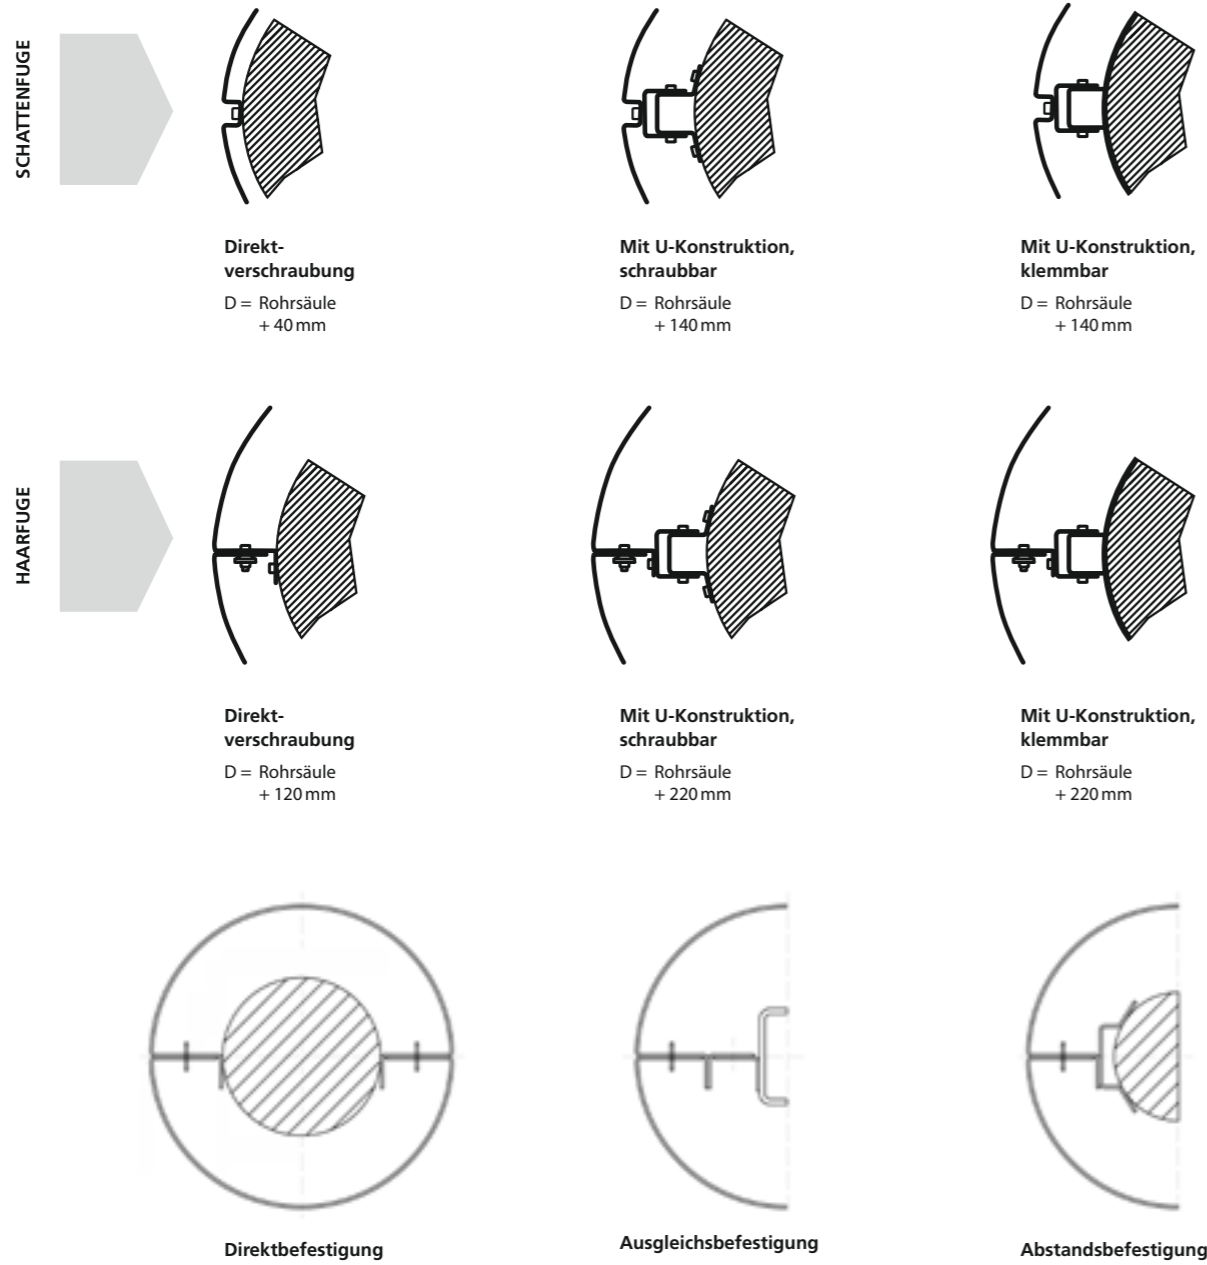 SCHATTENFUGE
Direkt-
verschraubung
D = Rohrsäule
+ 40 mm
Mit U-Konstruktion,
schraubbar
D = Rohrsäule
+ 140 mm
Mit U-Konstruktion,
klemmbar
D = Rohrsäule
+ 140 mm
HAARFUGE
Direkt-
verschraubung
D = Rohrsäule
+ 120 mm
Mit U-Konstruktion,
schraubbar
D = Rohrsäule
+ 220 mm
Mit U-Konstruktion,
klemmbar
D = Rohrsäule
+ 220 mm
Direktbefestigung
Ausgleichsbefestigung
Abstandsbefestigung